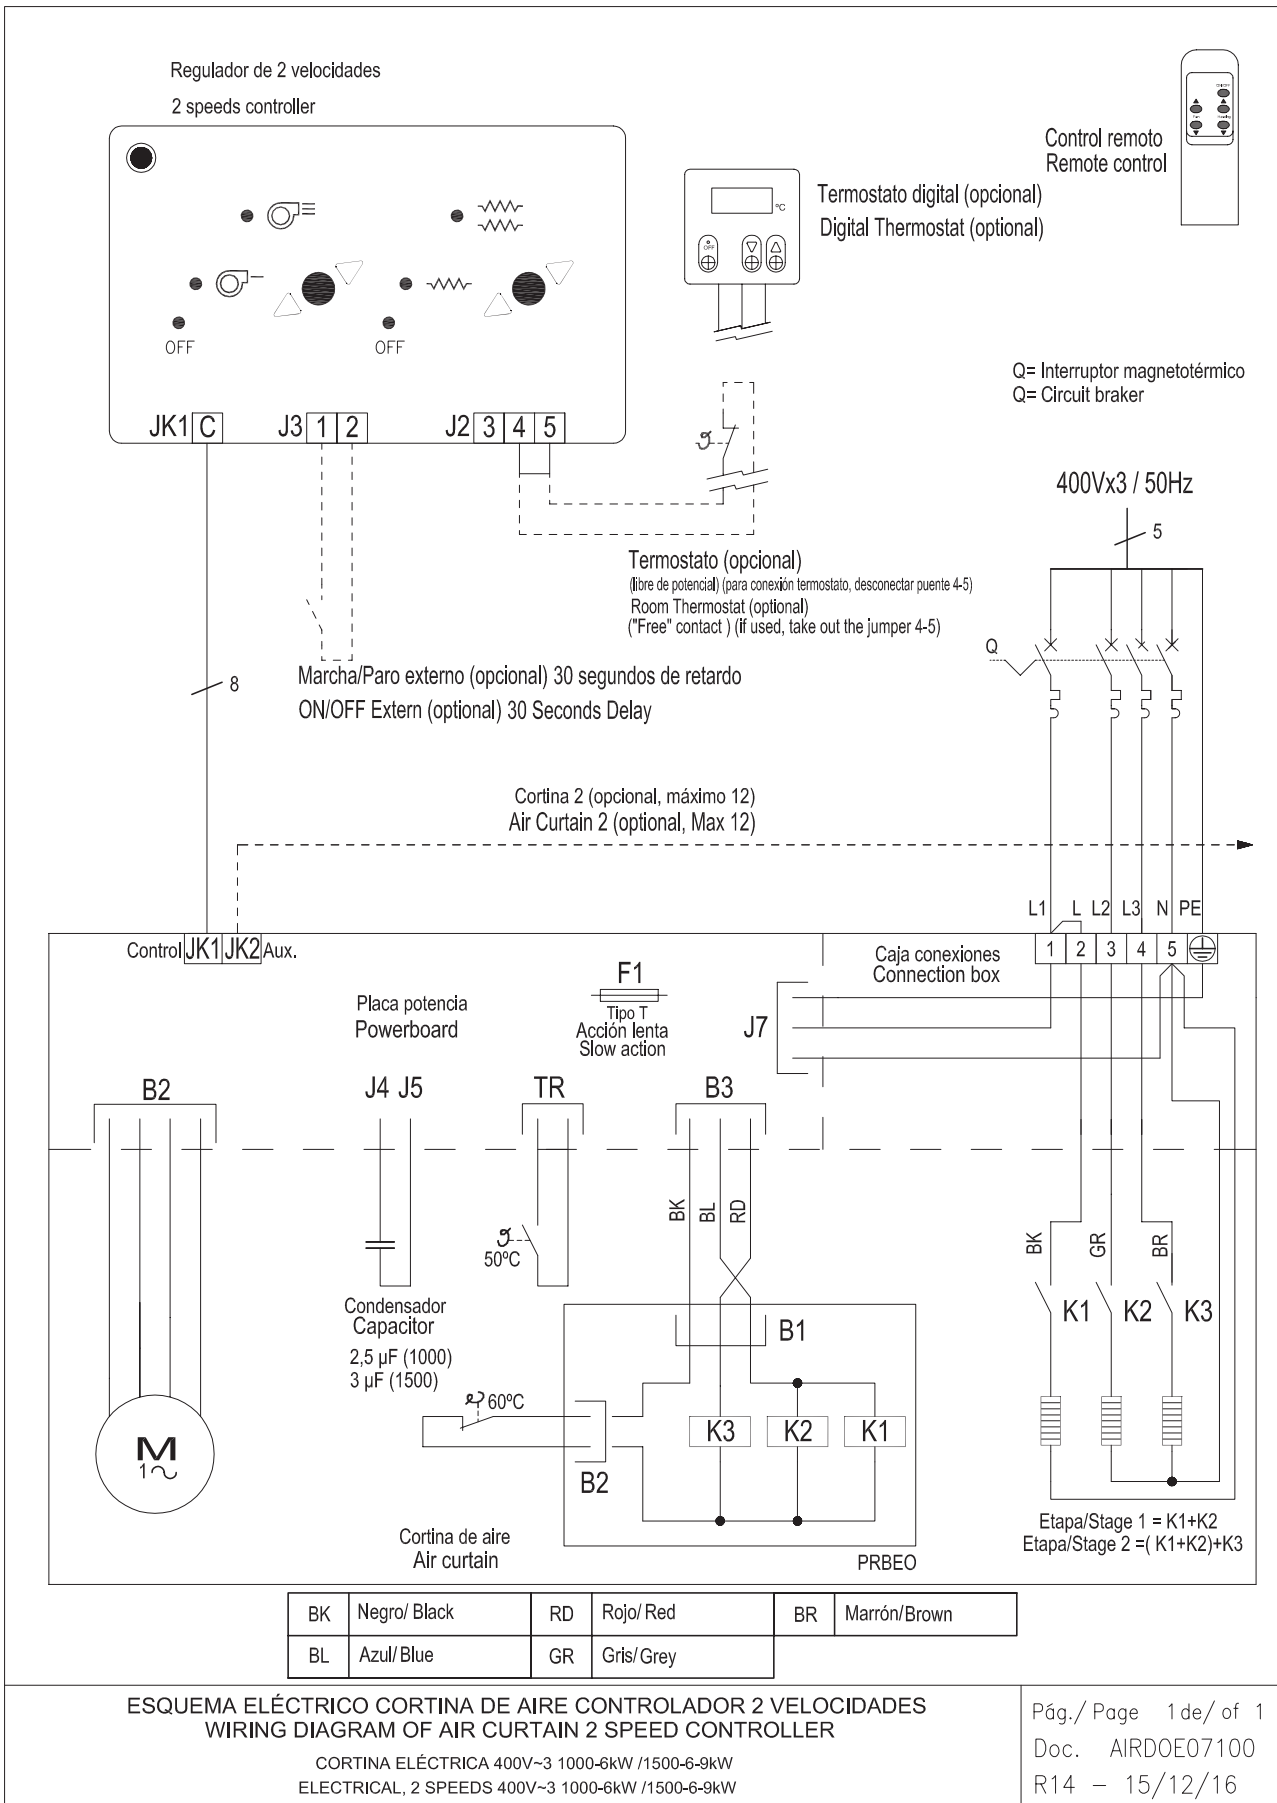 Regulador de 2 velocidades
2 speeds controller
ON/OFF
Fan
Heating
Control remoto
Remote control
°C
OFF
Termostato digital (opcional)
Digital Thermostat (optional)
OFF
OFF
Q= Interruptor magnetotérmico
Q= Circuit braker
JK1 C
J3 1 2
J2 3 4 5
400Vx3 / 50Hz
5
Termostato (opcional)
(libre de potencial) (para conexión termostato, desconectar puente 4-5)
Room Thermostat (optional)
("Free" contact ) (if used, take out the jumper 4-5)
Q
8
Marcha/Paro externo (opcional) 30 segundos de retardo
ON/OFF Extern (optional) 30 Seconds Delay
Cortina 2 (opcional, máximo 12)
Air Curtain 2 (optional, Max 12)
L1 L L2 L3 N PE
Control JK1 JK2 Aux.
Caja conexiones
Connection box
1 2 3 4 5
F1
Tipo T
Acción lenta
Slow action
Placa potencia
Powerboard
J7
B2
J4 J5
TR
B3
BK BL RD
BK GR BR
50ºC
Condensador
Capacitor
2,5 µF (1000)
3 µF (1500)
B1
K1 K2 K3
60ºC
K3 K2 K1
M
1
B2
Cortina de aire
Air curtain
PRBEO
Etapa/Stage 1 = K1+K2
Etapa/Stage 2 =( K1+K2)+K3
BK Negro/ Black RD Rojo/ Red BR Marrón/Brown
BL Azul/ Blue GR Gris/ Grey
ESQUEMA ELÉCTRICO CORTINA DE AIRE CONTROLADOR 2 VELOCIDADES
WIRING DIAGRAM OF AIR CURTAIN 2 SPEED CONTROLLER
CORTINA ELÉCTRICA 400V~3 1000-6kW /1500-6-9kW
ELECTRICAL, 2 SPEEDS 400V~3 1000-6kW /1500-6-9kW
Pág./ Page 1 de/ of 1
Doc. AIRDOE07100
R14 - 15/12/16